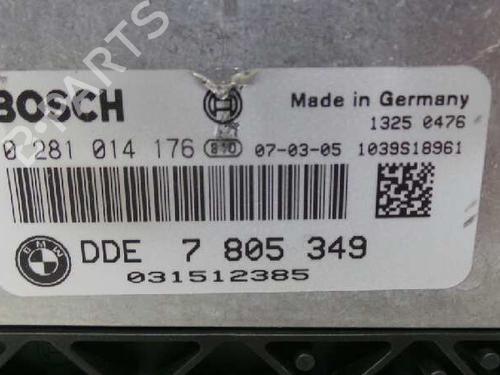 BOSCH
Made in Germany
1325 0476
0 281 014 176 810 07-03-05 1039S18961
BMW
DDE 7 805 349
031512385
B-PARTS